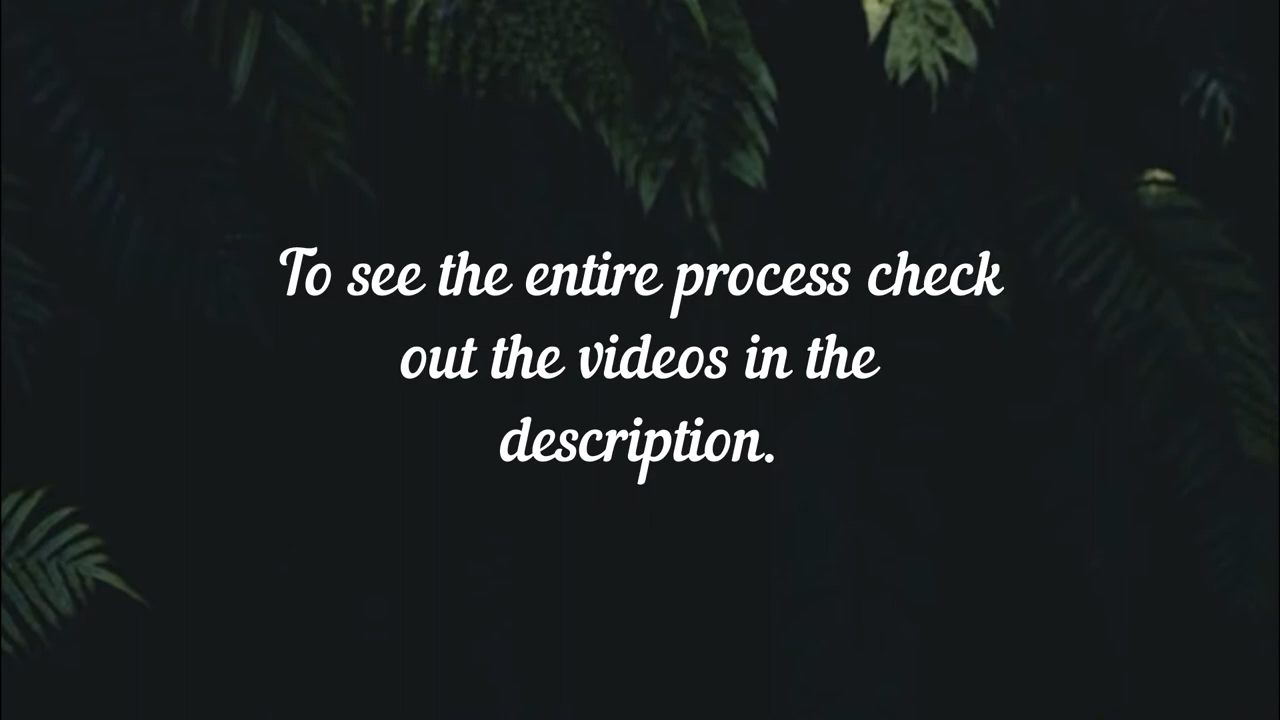 To see the entire process check
out the videos in the
description.